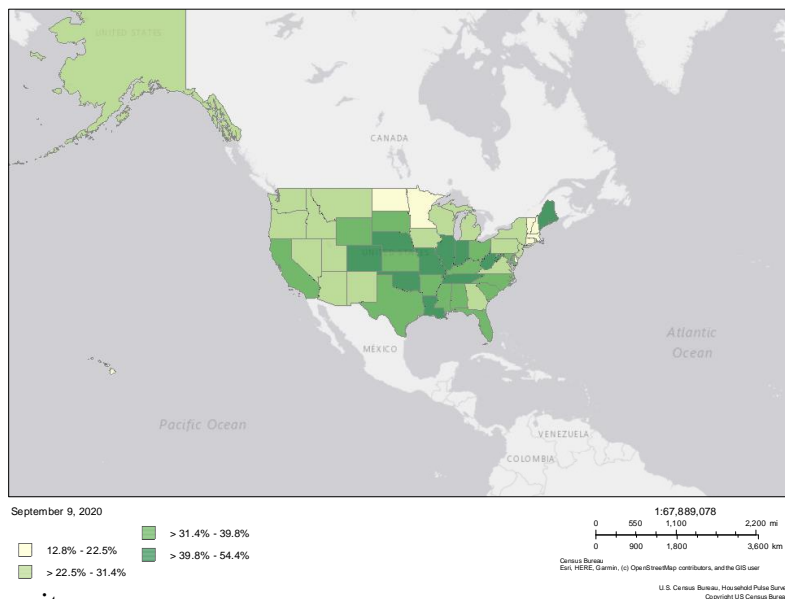 UNITED STATES
CANADA
UNITED STATES
MÉXICO
Atlantic
Ocean
Pacific Ocean
VENEZUELA
COLOMBIA
September 9, 2020
12.8% - 22.5%
> 22.5% - 31.4%
> 31.4% - 39.8%
> 39.8% - 54.4%
1:67,889,078
0 550 1,100 2,200 mi
0 900 1,800 3,600 km
Census Bureau
Esri, HERE, Garmin, (c) OpenStreetMap contributors, and the GIS user
U.S. Census Bureau, Household Pulse Surve
Copyright US Census Burea